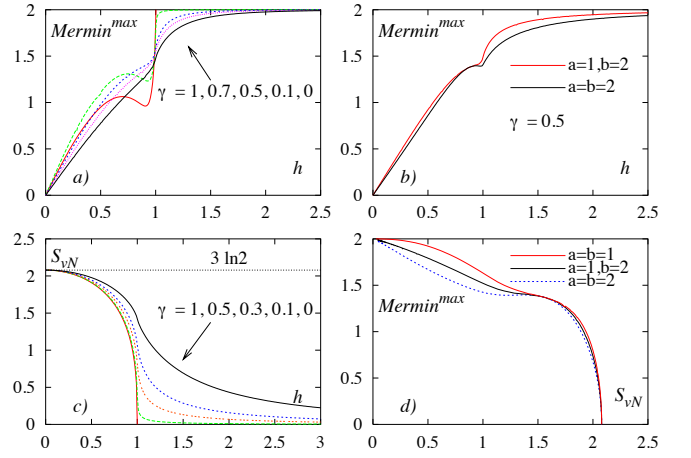 2
1.5
1
0.5
0
0 0.5 1 1.5 2 2.5
Mermin^max
γ = 1, 0.7, 0.5, 0.1, 0
a)
h
2
1.5
1
0.5
0
0 0.5 1 1.5 2 2.5
Mermin^max
a=1,b=2
a=b=2
γ = 0.5
b)
h
2.5
2
1.5
1
0.5
0
0 0.5 1 1.5 2 2.5 3
S_vN
3 ln2
γ = 1, 0.5, 0.3, 0.1, 0
c)
h
2
1.5
1
0.5
0
0 0.5 1 1.5 2 2.5
a=b=1
a=1,b=2
a=b=2
Mermin^max
d)
S_vN